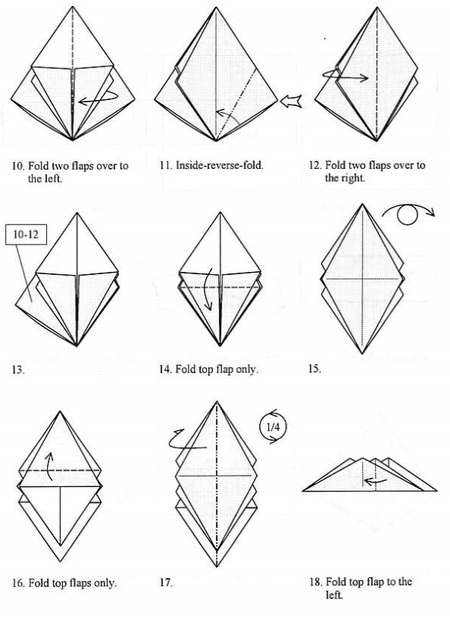 10. Fold two flaps over to
the left.
11. Inside-reverse-fold.
12. Fold two flaps over to
the right.
10-12
13.
14. Fold top flap only.
15.
16. Fold top flaps only.
1/4
17.
18. Fold top flap to the
left.